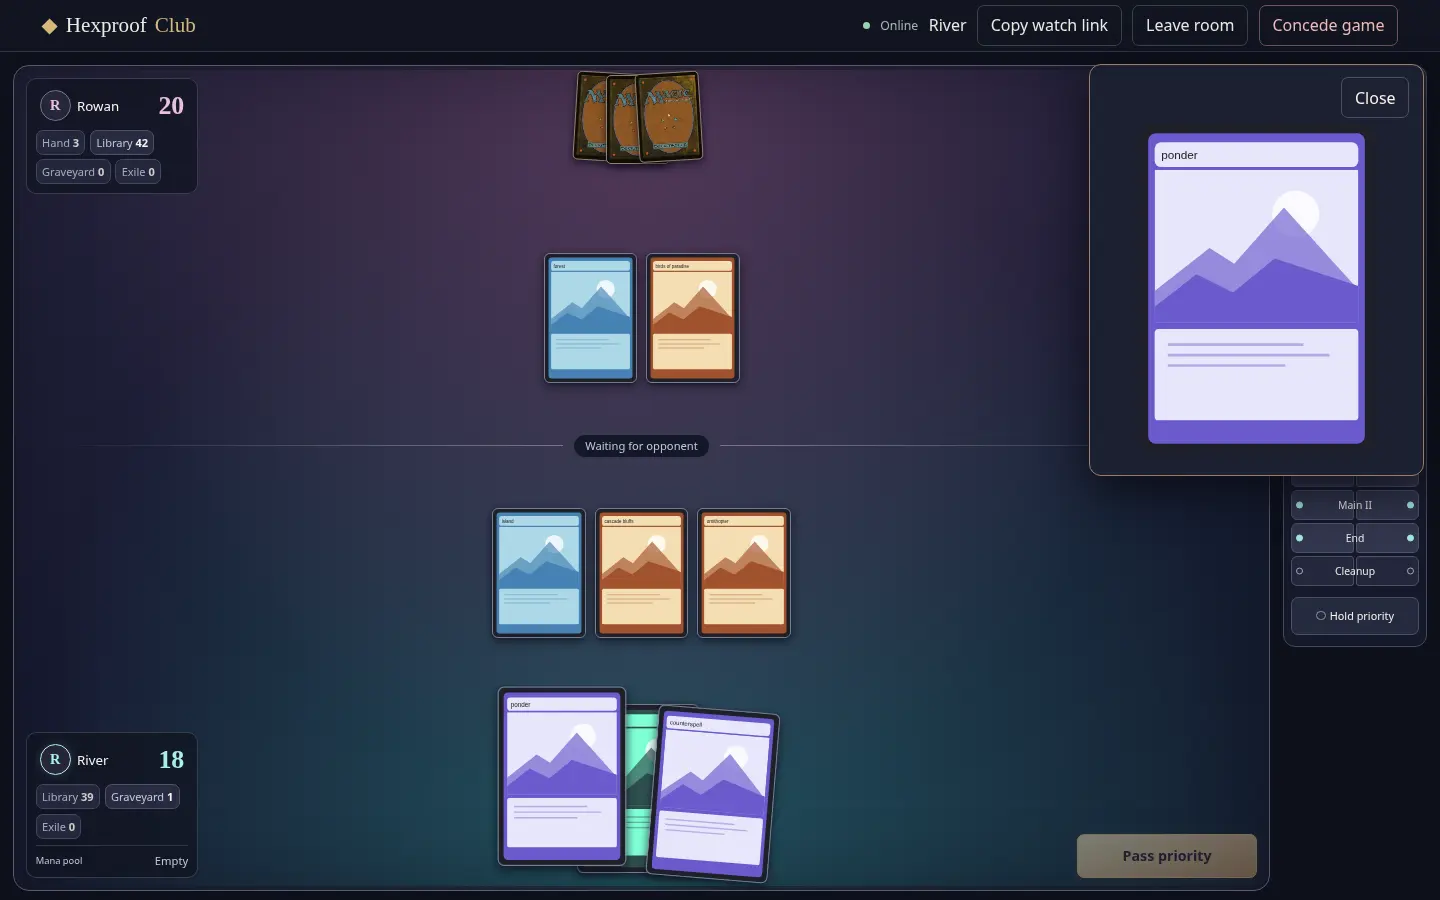 Hexproof Club
Online River Copy watch link Leave room Concede game
R Rowan 20
Hand 3 Library 42
Graveyard 0 Exile 0
Close
ponder
forest
birds of paradise
Waiting for opponent
island
cascade bluffs
ornithopter
Main II
End
Cleanup
Hold priority
ponder
counterspell
R River 18
Library 39 Graveyard 1
Exile 0
Mana pool Empty
Pass priority